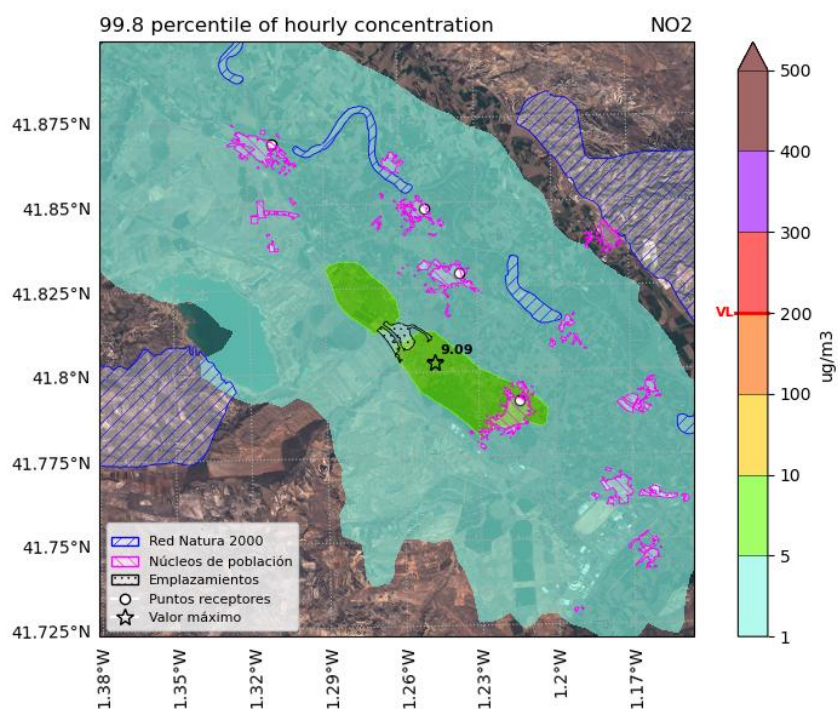 99.8 percentile of hourly concentration NO2
41.875°N
41.85°N
41.825°N
41.8°N
41.775°N
41.75°N
41.725°N
9.09
Red Natura 2000
Núcleos de población
Emplazamientos
Puntos receptores
Valor máximo
1.38°W
1.35°W
1.32°W
1.29°W
1.26°W
1.23°W
1.2°W
1.17°W
500
400
300
VL 200
100
10
5
1
ug/m3